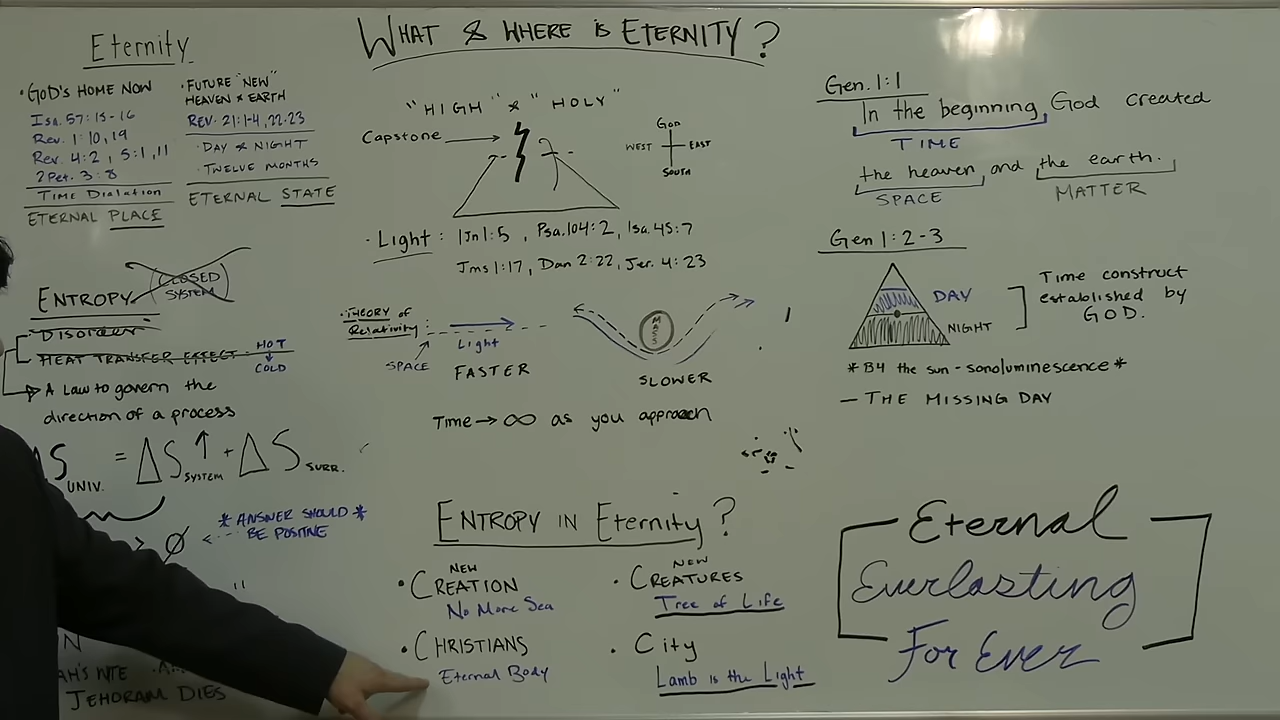 WHAT & WHERE IS ETERNITY?
Eternity
• GOD'S HOME NOW
Isa. 57:15-16
Rev. 1:10, 19
Rev. 4:2, 5:1, 11
2 Pet. 3:8
TIME Dialation
ETERNAL PLACE
• FUTURE "NEW"
HEAVEN & EARTH
REV. 21:1-4, 22-23
• DAY & NIGHT
• TWELVE MONTHS
ETERNAL STATE
ENTROPY
CLOSED
SYSTEM
• DISORDER
HEAT TRANSFER EFFECT • HOT
COLD
A LAW to govern the
direction of a process
S UNIV. = ΔS SYSTEM ↑ + ΔS SURR.
> ∅
* ANSWER SHOULD *
BE POSTINE
"
N
AH'S WIFE
JEHORAM DIES
"HIGH" & "HOLY"
Capstone
GOD
WEST
EAST
SOUTH
• Light: 1Jn 1:5, Psa. 104:2, Isa. 45:7
Jms 1:17, Dan 2:22, Jer. 4:23
• THEORY of
Relativity:
Light
SPACE
FASTER
MASS
SLOWER
Time → ∞ as you approach
ENTROPY IN Eternity?
NEW
• CREATION
No More Sea
NEW
• CREATURES
Tree of Life
• CHRISTIANS
Eternal Body
• City
Lamb is the Light
Gen. 1:1
In the beginning, God created
TIME
the heaven, and the earth.
SPACE
MATTER
Gen 1:2-3
DAY
NIGHT
Time construct
established by
GOD.
* B4 the sun - sonoluminescence *
— THE MISSING DAY
Eternal
Everlasting
For Ever